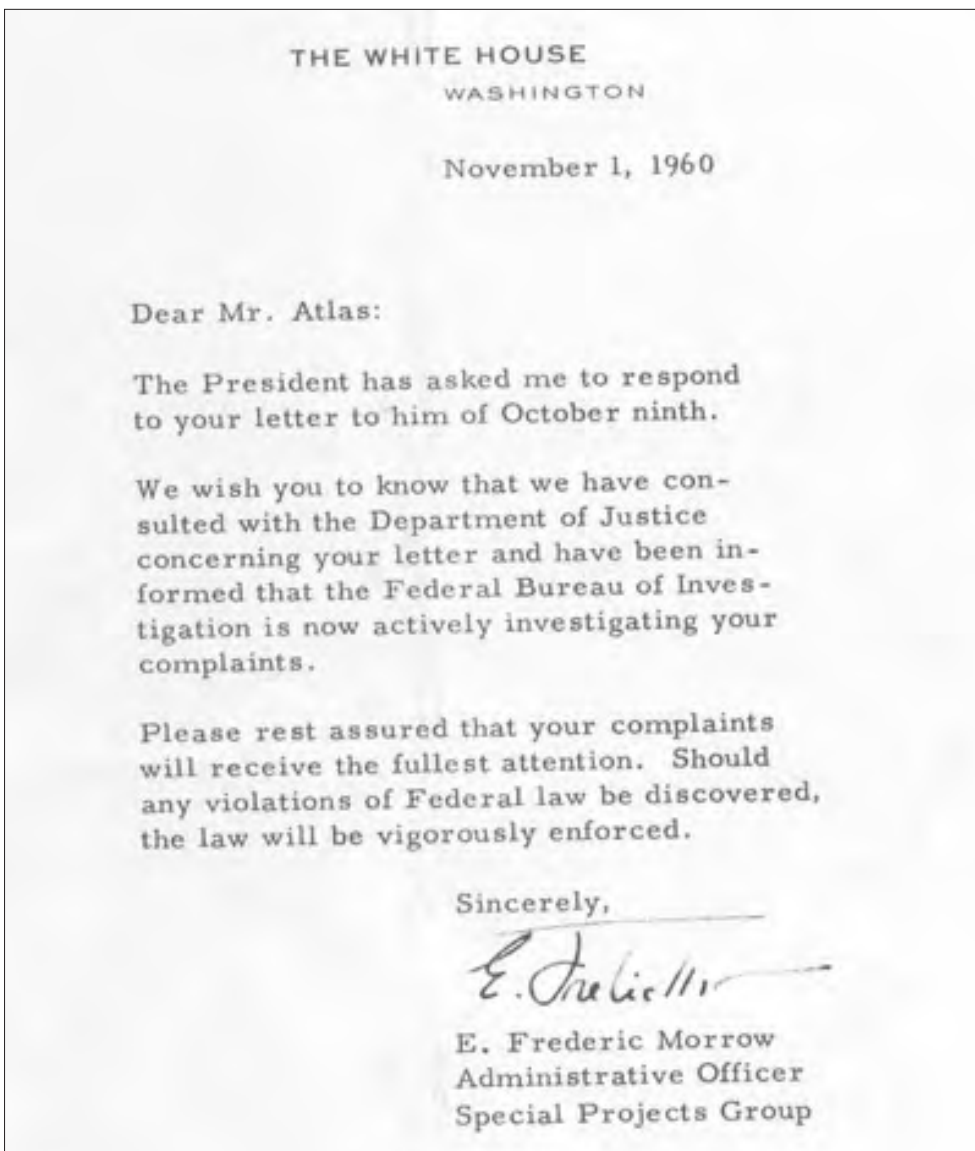 THE WHITE HOUSE
WASHINGTON
November 1, 1960
Dear Mr. Atlas:
The President has asked me to respond
to your letter to him of October ninth.
We wish you to know that we have con-
sulted with the Department of Justice
concerning your letter and have been in-
formed that the Federal Bureau of Inves-
tigation is now actively investigating your
complaints.
Please rest assured that your complaints
will receive the fullest attention. Should
any violations of Federal law be discovered,
the law will be vigorously enforced.
Sincerely,
E. Frederic Morrow
Administrative Officer
Special Projects Group